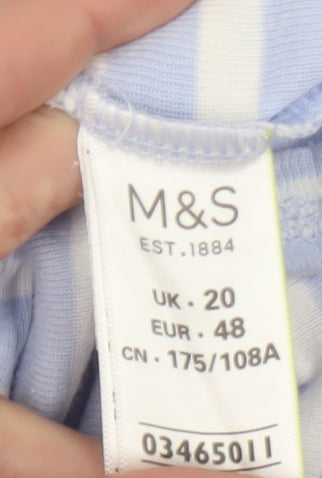 M&S
EST.1884
UK · 20
EUR · 48
CN · 175/108A
03465011